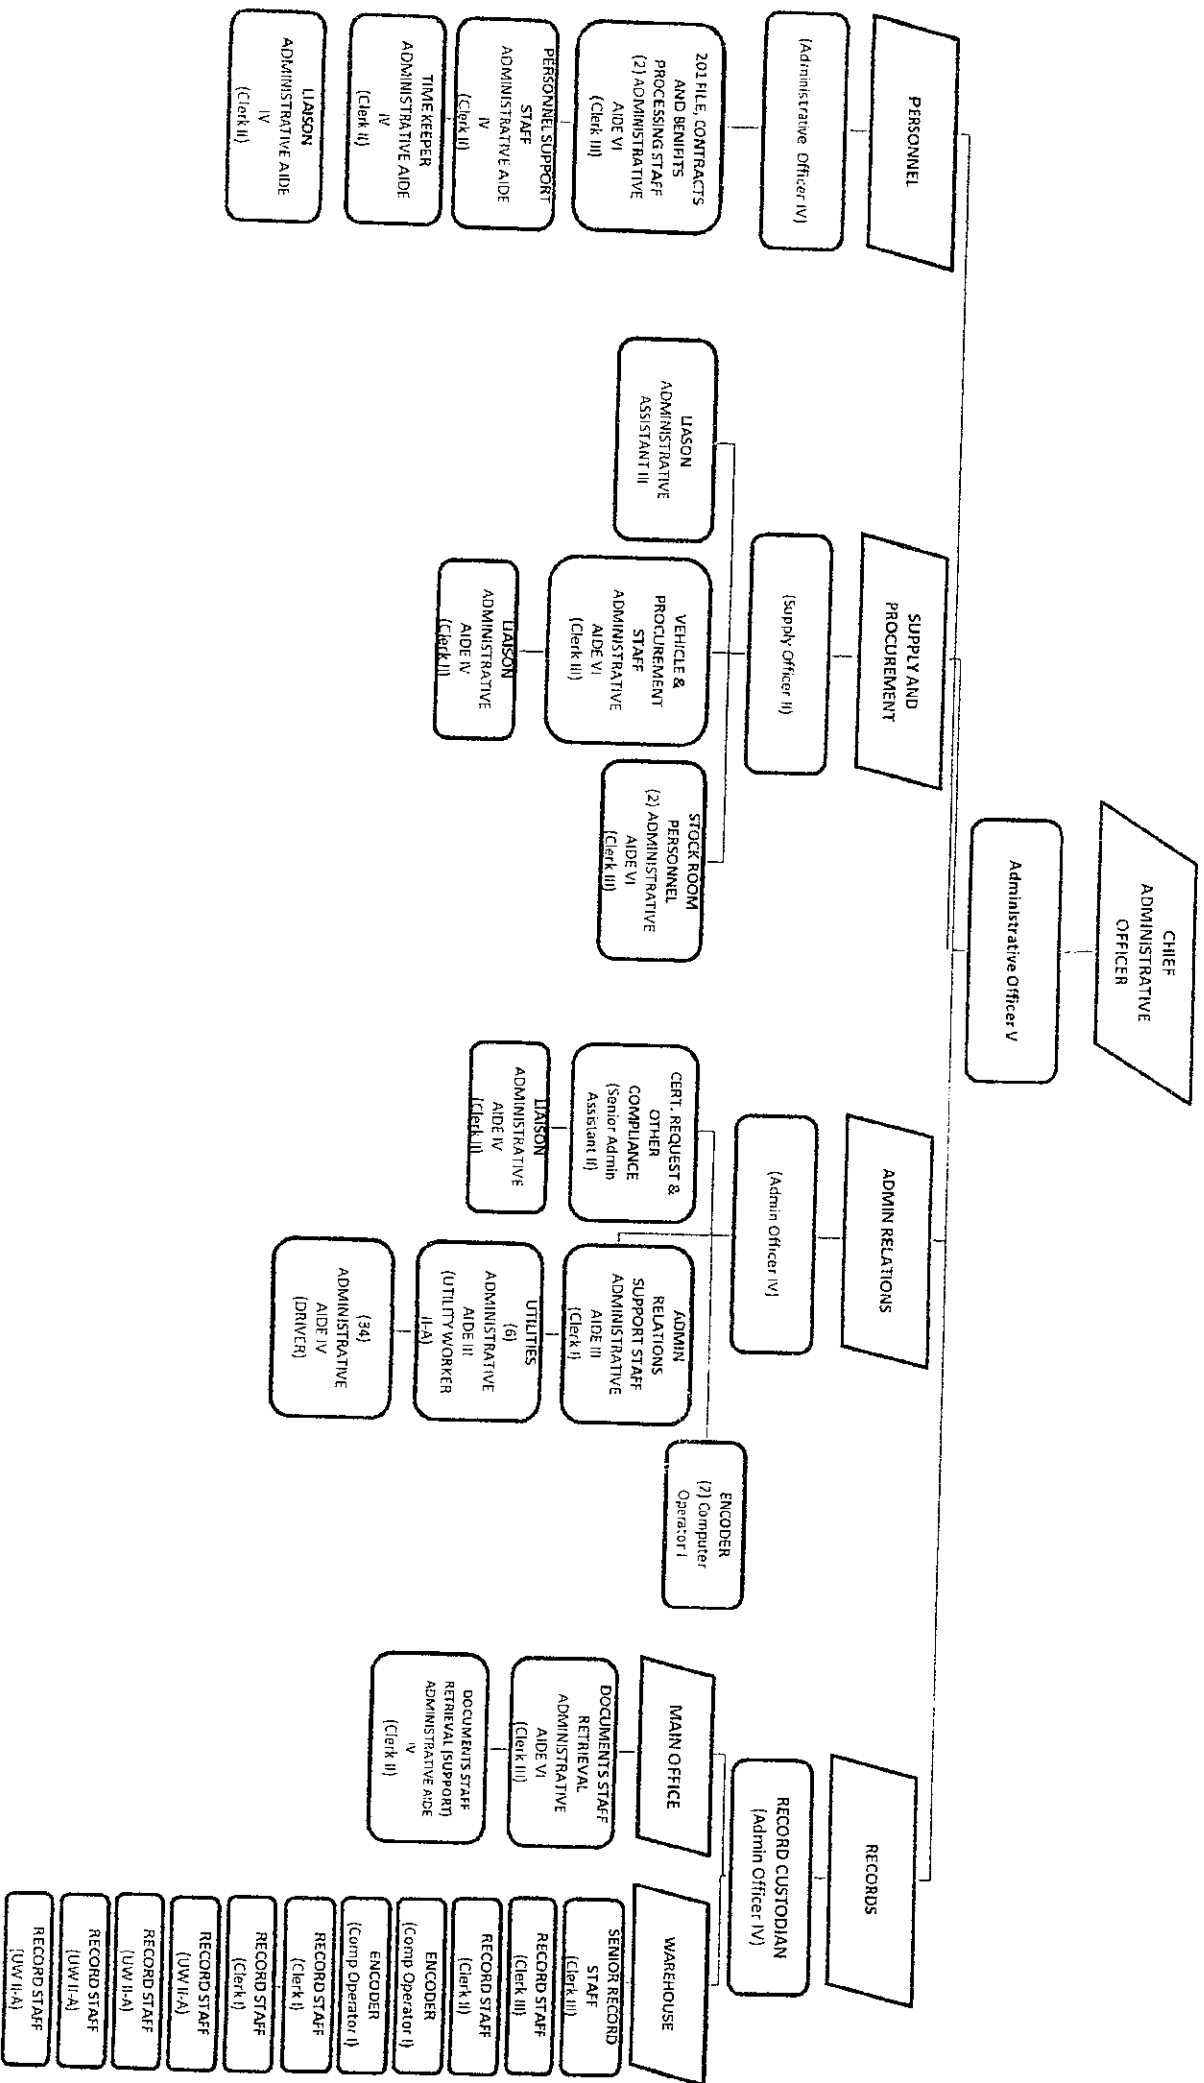 CHIEF
ADMINISTRATIVE
OFFICER
Administrative Officer V
PERSONNEL
(Administrative Officer IV)
201 FILE, CONTRACTS
AND BENIFITS
PROCESSING STAFF
(2) ADMINISTRATIVE
AIDE VI
(Clerk III)
PERSONNEL SUPPORT
STAFF
ADMINISTRATIVE AIDE
IV
(Clerk II)
TIME KEEPER
ADMINISTRATIVE AIDE
IV
(Clerk II)
LIAISON
ADMINISTRATIVE AIDE
IV
(Clerk II)
SUPPLY AND
PROCUREMENT
(Supply Officer II)
LIASON
ADMINISTRATIVE
ASSISTANT III
VEHICLE &
PROCUREMENT
STAFF
ADMINISTRATIVE
AIDE VI
(Clerk III)
LIAISON
ADMINISTRATIVE
AIDE IV
(Clerk II)
STOCK ROOM
PERSONNEL
(2) ADMINISTRATIVE
AIDE VI
(Clerk III)
ADMIN RELATIONS
(Admin Officer IV)
CERT. REQUEST &
OTHER
COMPLIANCE
(Senior Admin
Assistant II)
LIAISON
ADMINISTRATIVE
AIDE IV
(Clerk II)
ADMIN
RELATIONS
SUPPORT STAFF
ADMINISTRATIVE
AIDE III
(Clerk I)
UTILITIES
(6)
ADMINISTRATIVE
AIDE III
(UTILITY WORKER
II-A)
(34)
ADMINISTRATIVE
AIDE IV
(DRIVER)
ENCODER
(2) Computer
Operator I
RECORDS
RECORD CUSTODIAN
(Admin Officer IV)
MAIN OFFICE
DOCUMENTS STAFF
RETRIEVAL
ADMINISTRATIVE
AIDE VI
(Clerk III)
DOCUMENTS STAFF
RETRIEVAL (SUPPORT)
ADMINISTRATIVE AIDE
IV
(Clerk II)
WAREHOUSE
SENIOR RECORD
STAFF
(Clerk III)
RECORD STAFF
(Clerk III)
RECORD STAFF
(Clerk II)
ENCODER
(Comp Operator I)
ENCODER
(Comp Operator I)
RECORD STAFF
(Clerk I)
RECORD STAFF
(Clerk I)
RECORD STAFF
(UW II-A)
RECORD STAFF
(UW II-A)
RECORD STAFF
(UW II-A)
RECORD STAFF
(UW II-A)